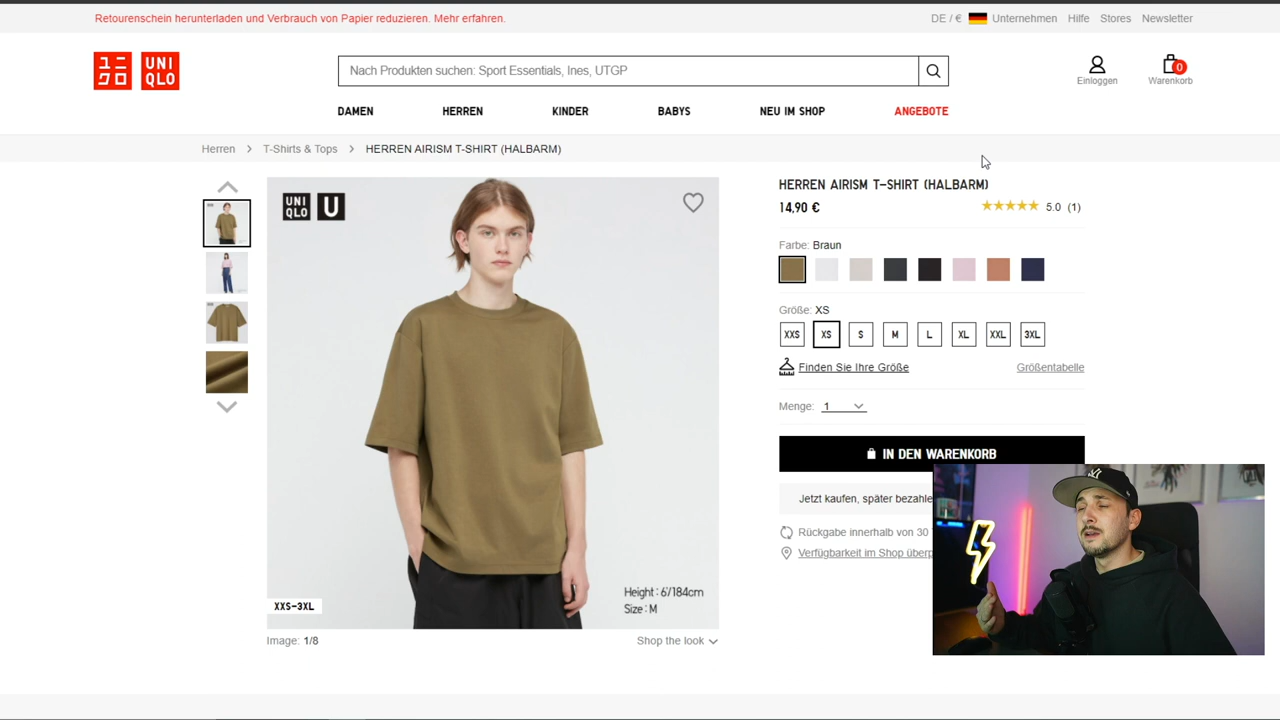 Retourenschein herunterladen und Verbrauch von Papier reduzieren. Mehr erfahren.
DE / € Unternehmen Hilfe Stores Newsletter
ユニ
クロ
UNI
QLO
Nach Produkten suchen: Sport Essentials, Ines, UTGP
Einloggen
0
Warenkorb
DAMEN HERREN KINDER BABYS NEU IM SHOP ANGEBOTE
Herren > T-Shirts & Tops > HERREN AIRISM T-SHIRT (HALBARM)
UNI
QLO
U
XXS-3XL
Height : 6'/184cm
Size : M
Image: 1/8
Shop the look
HERREN AIRISM T-SHIRT (HALBARM)
14,90 €
5.0 (1)
Farbe: Braun
Größe: XS
XXS XS S M L XL XXL 3XL
Finden Sie Ihre Größe
Größentabelle
Menge: 1
IN DEN WARENKORB
Jetzt kaufen, später bezahle
Rückgabe innerhalb von 30
Verfügbarkeit im Shop überp